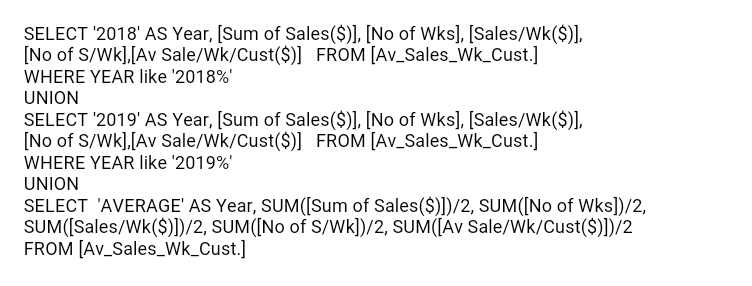 SELECT '2018' AS Year, [Sum of Sales($)], [No of Wks], [Sales/Wk($)],
[No of S/Wk],[Av Sale/Wk/Cust($)]   FROM [Av_Sales_Wk_Cust.]
WHERE YEAR like '2018%'
UNION
SELECT '2019' AS Year, [Sum of Sales($)], [No of Wks], [Sales/Wk($)],
[No of S/Wk],[Av Sale/Wk/Cust($)]   FROM [Av_Sales_Wk_Cust.]
WHERE YEAR like '2019%'
UNION
SELECT  'AVERAGE' AS Year, SUM([Sum of Sales($)])/2, SUM([No of Wks])/2,
SUM([Sales/Wk($)])/2, SUM([No of S/Wk])/2, SUM([Av Sale/Wk/Cust($)])/2
FROM [Av_Sales_Wk_Cust.]